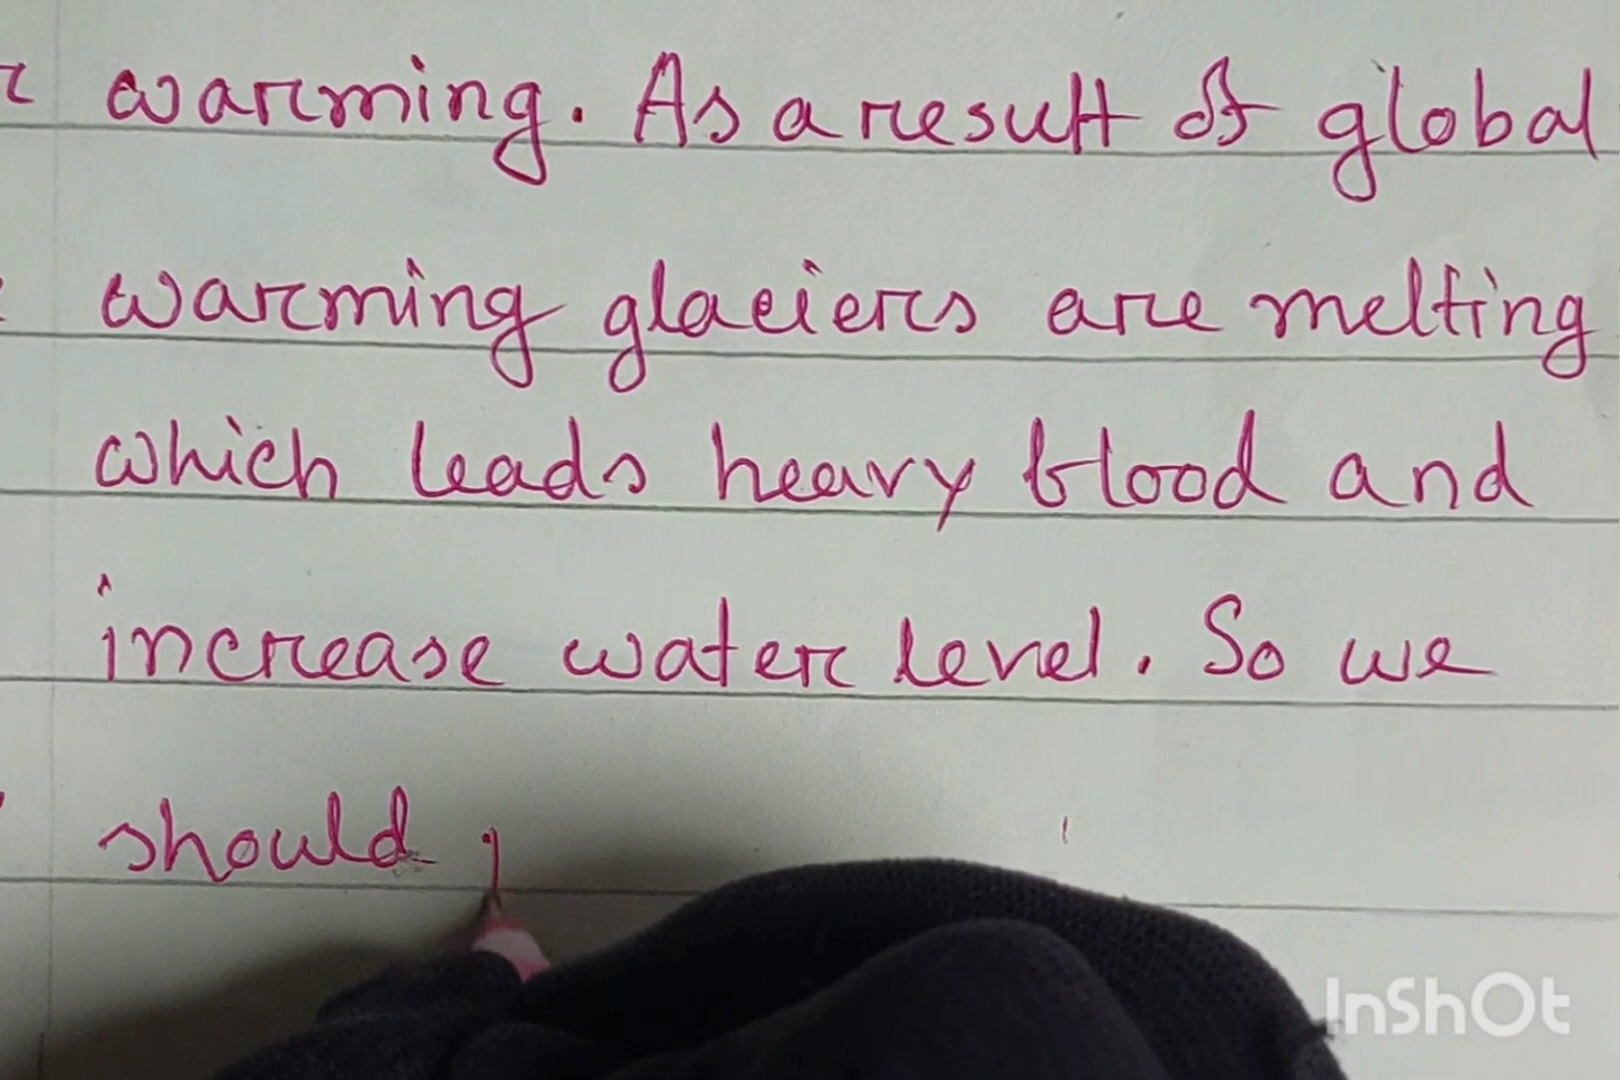 warming. As a result of global
warming glaciers are melting
which leads heavy blood and
increase water level. So we
should
InShOt